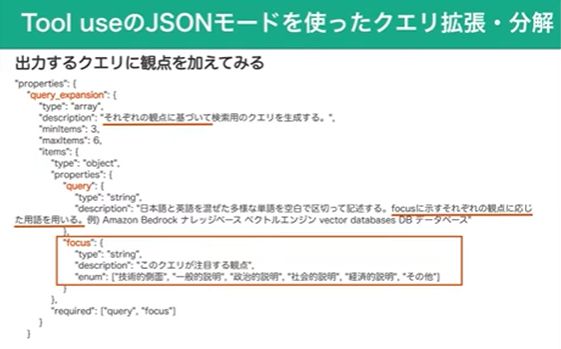 Tool useのJSONモードを使ったクエリ拡張・分解
出力するクエリに観点を加えてみる
"properties": {
"query_expansion": {
"type": "array",
"description": "それぞれの観点に基づいて検索用のクエリを生成する。",
"minItems": 3,
"maxItems": 6,
"items": {
"type": "object",
"properties": {
"query": {
"type": "string",
"description": "日本語と英語を混ぜた多様な単語を空白で区切って記述する。focusに示すそれぞれの観点に応じ
た用語を用いる。例) Amazon Bedrock ナレッジベース ベクトルエンジン vector databases DB データベース"
},
"focus": {
"type": "string",
"description": "このクエリが注目する観点",
"enum": ["技術的側面", "一般的説明", "政治的説明", "社会的説明", "経済的説明", "その他"]
}
},
"required": ["query", "focus"]
}
}